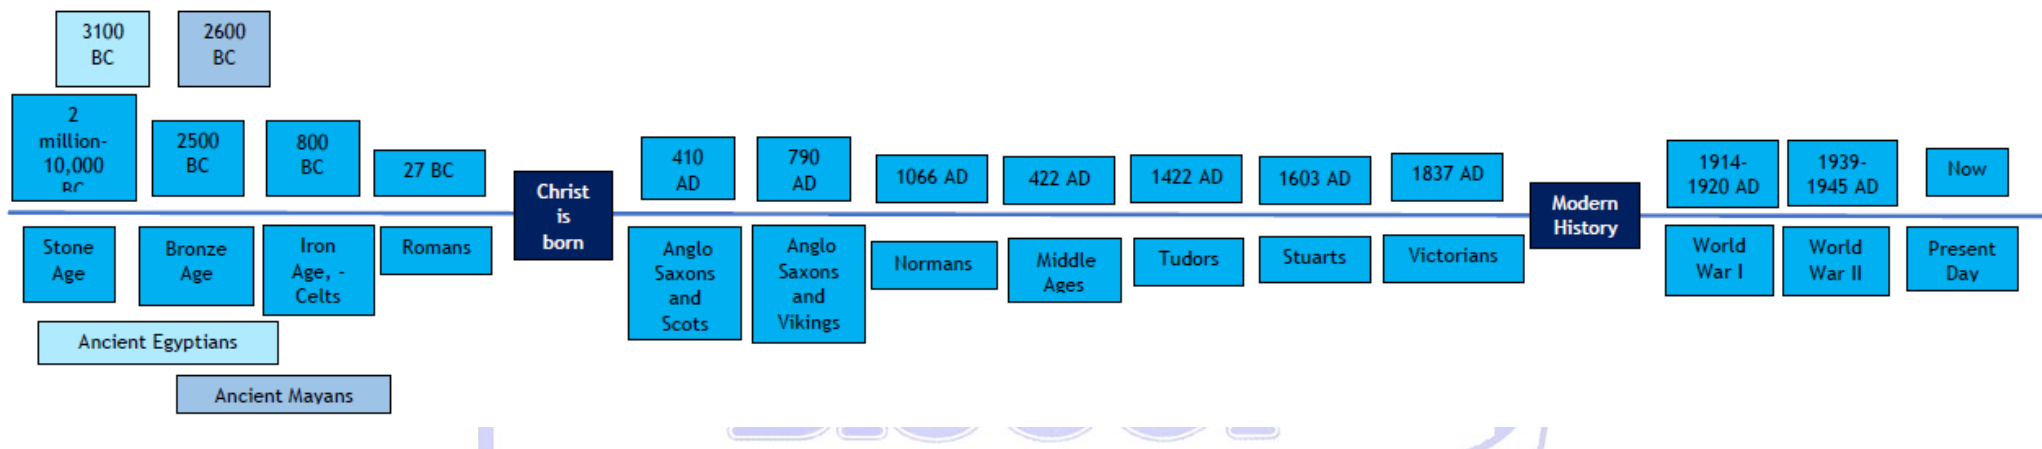 3100
BC
2600
BC
2
million-
10,000
BC
2500
BC
800
BC
27 BC
Christ
is
born
410
AD
790
AD
1066 AD
422 AD
1422 AD
1603 AD
1837 AD
Modern
History
1914-
1920 AD
1939-
1945 AD
Now
Stone
Age
Bronze
Age
Iron
Age, -
Celts
Romans
Anglo
Saxons
and
Scots
Anglo
Saxons
and
Vikings
Normans
Middle
Ages
Tudors
Stuarts
Victorians
World
War I
World
War II
Present
Day
Ancient Egyptians
Ancient Mayans